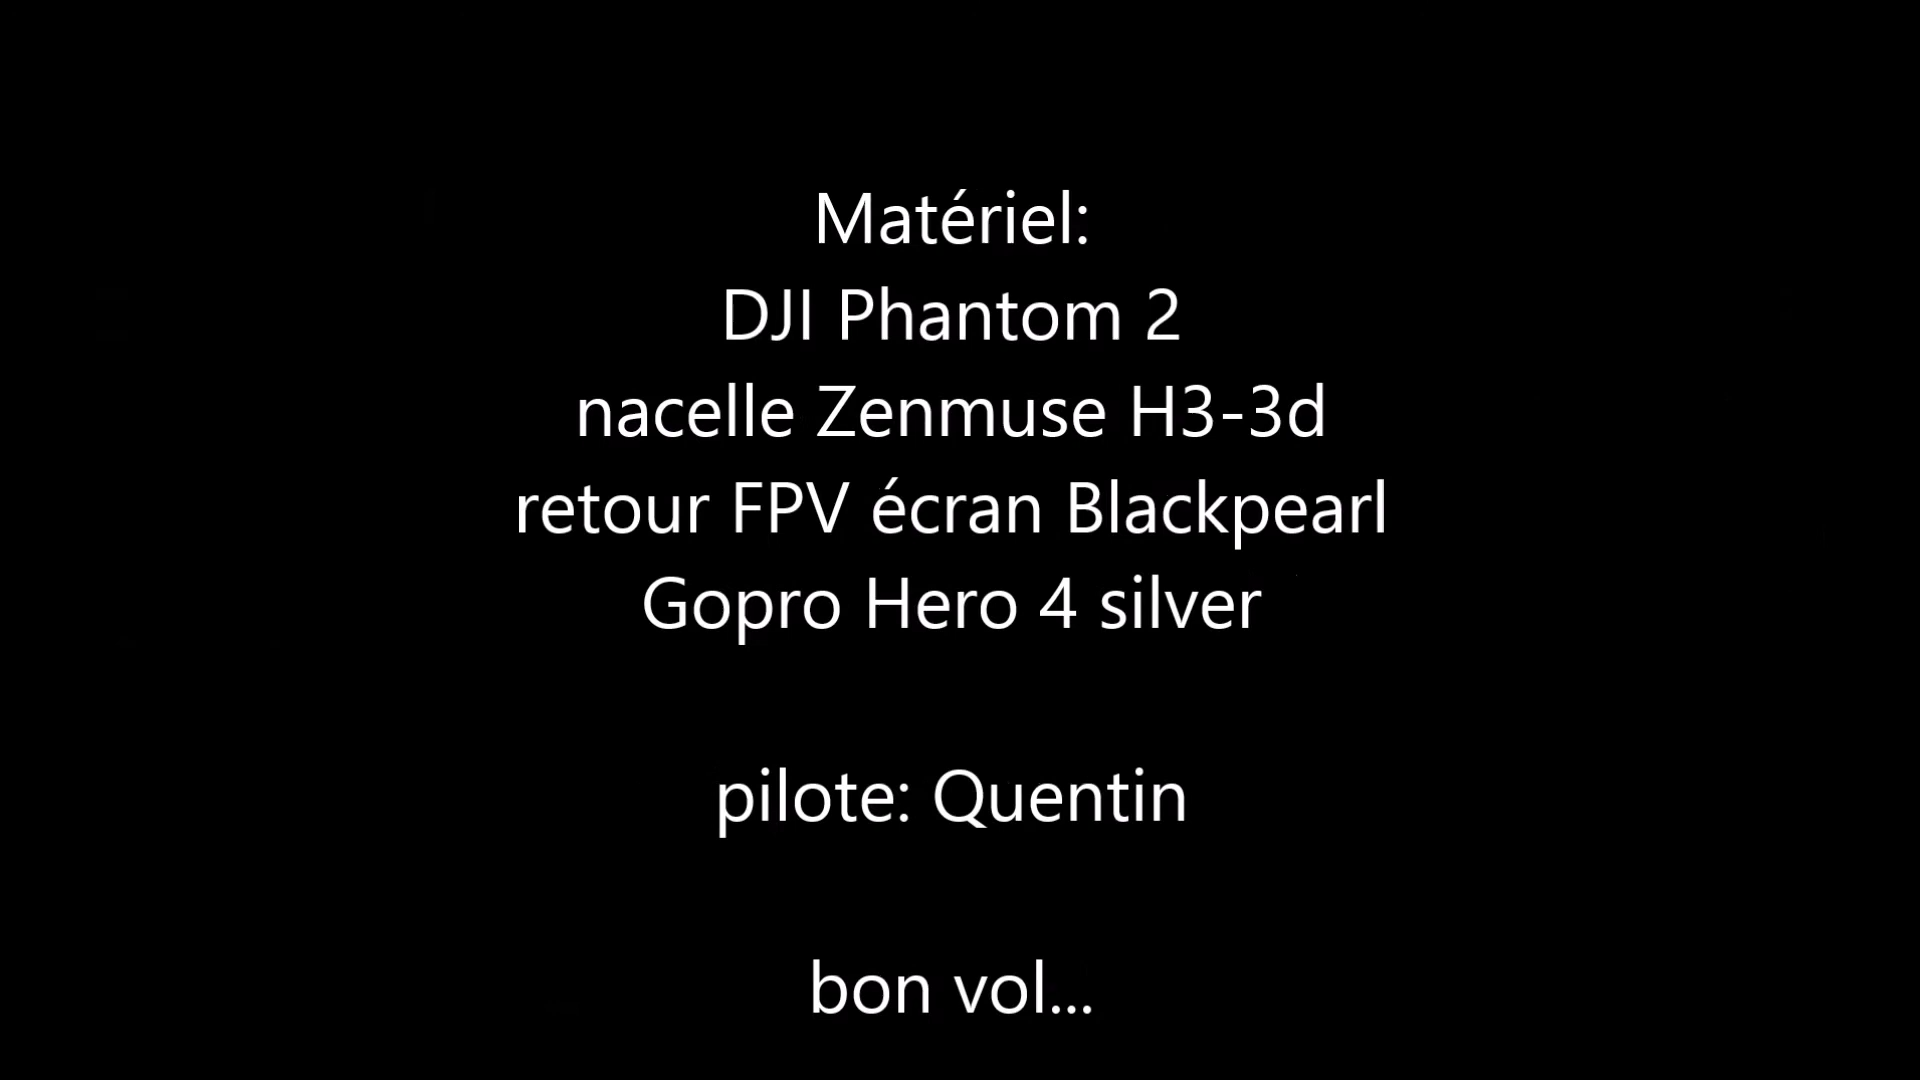 Matériel:
DJI Phantom 2
nacelle Zenmuse H3-3d
retour FPV écran Blackpearl
Gopro Hero 4 silver
pilote: Quentin
bon vol...